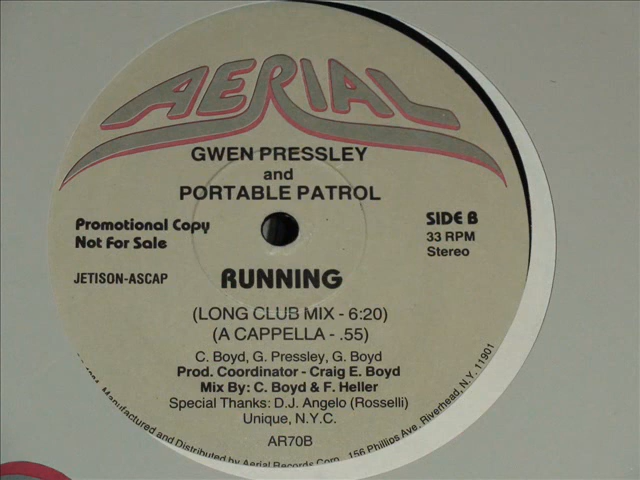 AERIAL
GWEN PRESSLEY
and
PORTABLE PATROL
Promotional Copy
Not For Sale
SIDE B
33 RPM
Stereo
JETISON-ASCAP
RUNNING
(LONG CLUB MIX - 6:20)
(A CAPPELLA - .55)
C. Boyd, G. Pressley, G. Boyd
Prod. Coordinator - Craig E. Boyd
Mix By: C. Boyd & F. Heller
Special Thanks: D.J. Angelo (Rosselli)
Unique, N.Y.C.
AR70B
Manufactured and Distributed by Aerial Records Corp. 156 Phillios Ave. Riverhead, N.Y. 11901